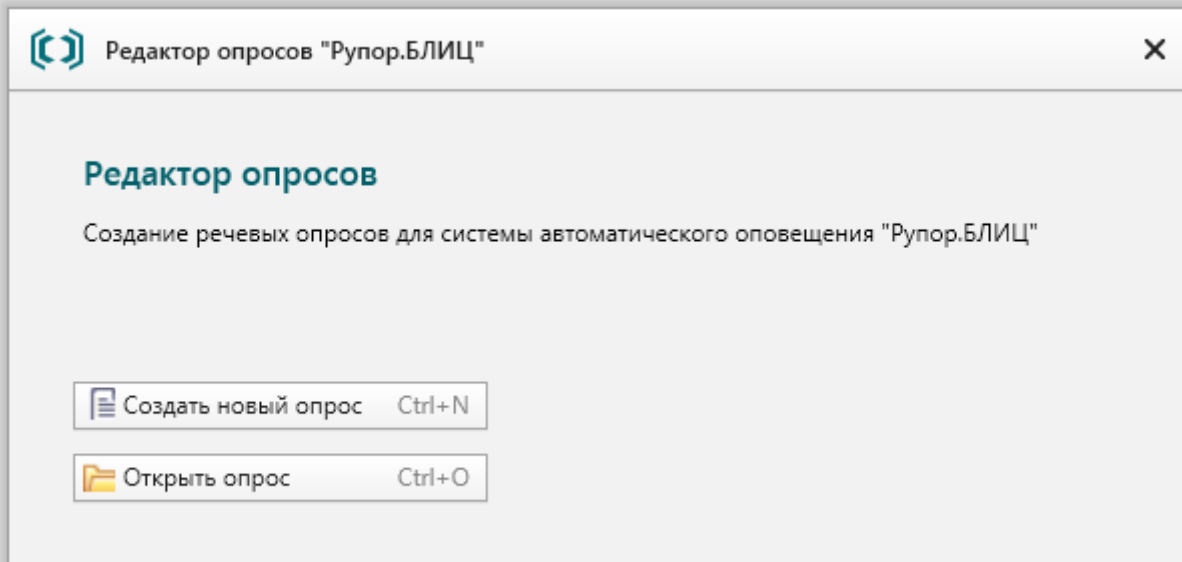 Редактор опросов "Рупор.БЛИЦ"
Редактор опросов
Создание речевых опросов для системы автоматического оповещения "Рупор.БЛИЦ"
Создать новый опрос Ctrl+N
Открыть опрос Ctrl+O